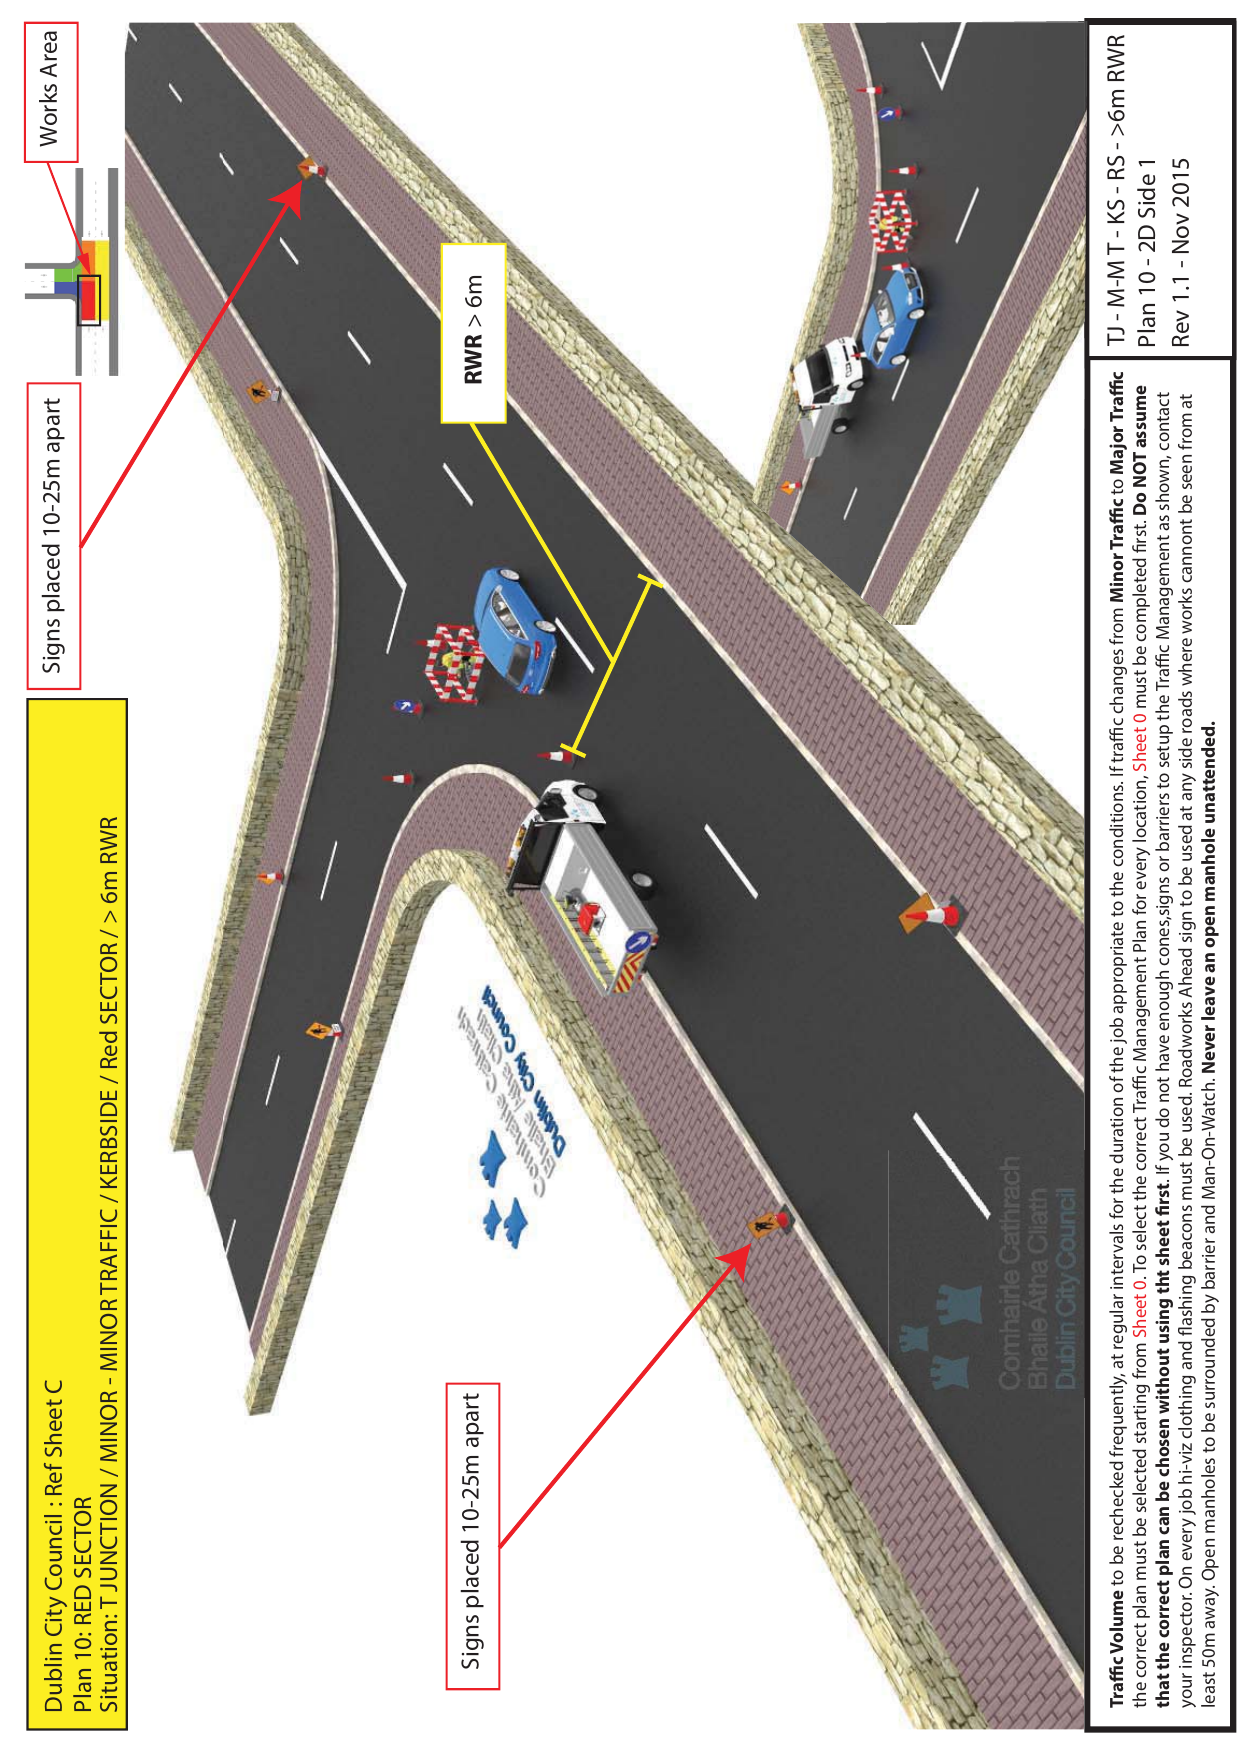 Dublin City Council : Ref Sheet C
Plan 10: RED SECTOR
Situation: T JUNCTION / MINOR - MINOR TRAFFIC / KERBSIDE / Red SECTOR / > 6m RWR
Signs placed 10-25m apart
Works Area
RWR > 6m
Signs placed 10-25m apart
Comhairle Cathrach
Bhaile Átha Cliath
Dublin City Council
Comhairle Cathrach
Bhaile Átha Cliath
Dublin City Council
Traffic Volume to be rechecked frequently, at regular intervals for the duration of the job appropriate to the conditions. If traffic changes from Minor Traffic to Major Traffic
the correct plan must be selected starting from Sheet 0. To select the correct Traffic Management Plan for every location, Sheet 0 must be completed first. Do NOT assume
that the correct plan can be chosen without using tht sheet first. If you do not have enough cones,signs or barriers to setup the Traffic Management as shown, contact
your inspector. On every job hi-viz clothing and flashing beacons must be used. Roadworks Ahead sign to be used at any side roads where works cannont be seen from at
least 50m away. Open manholes to be surrounded by barrier and Man-On-Watch. Never leave an open manhole unattended.
TJ - M-M T - KS - RS - >6m RWR
Plan 10 - 2D Side 1
Rev 1.1 - Nov 2015